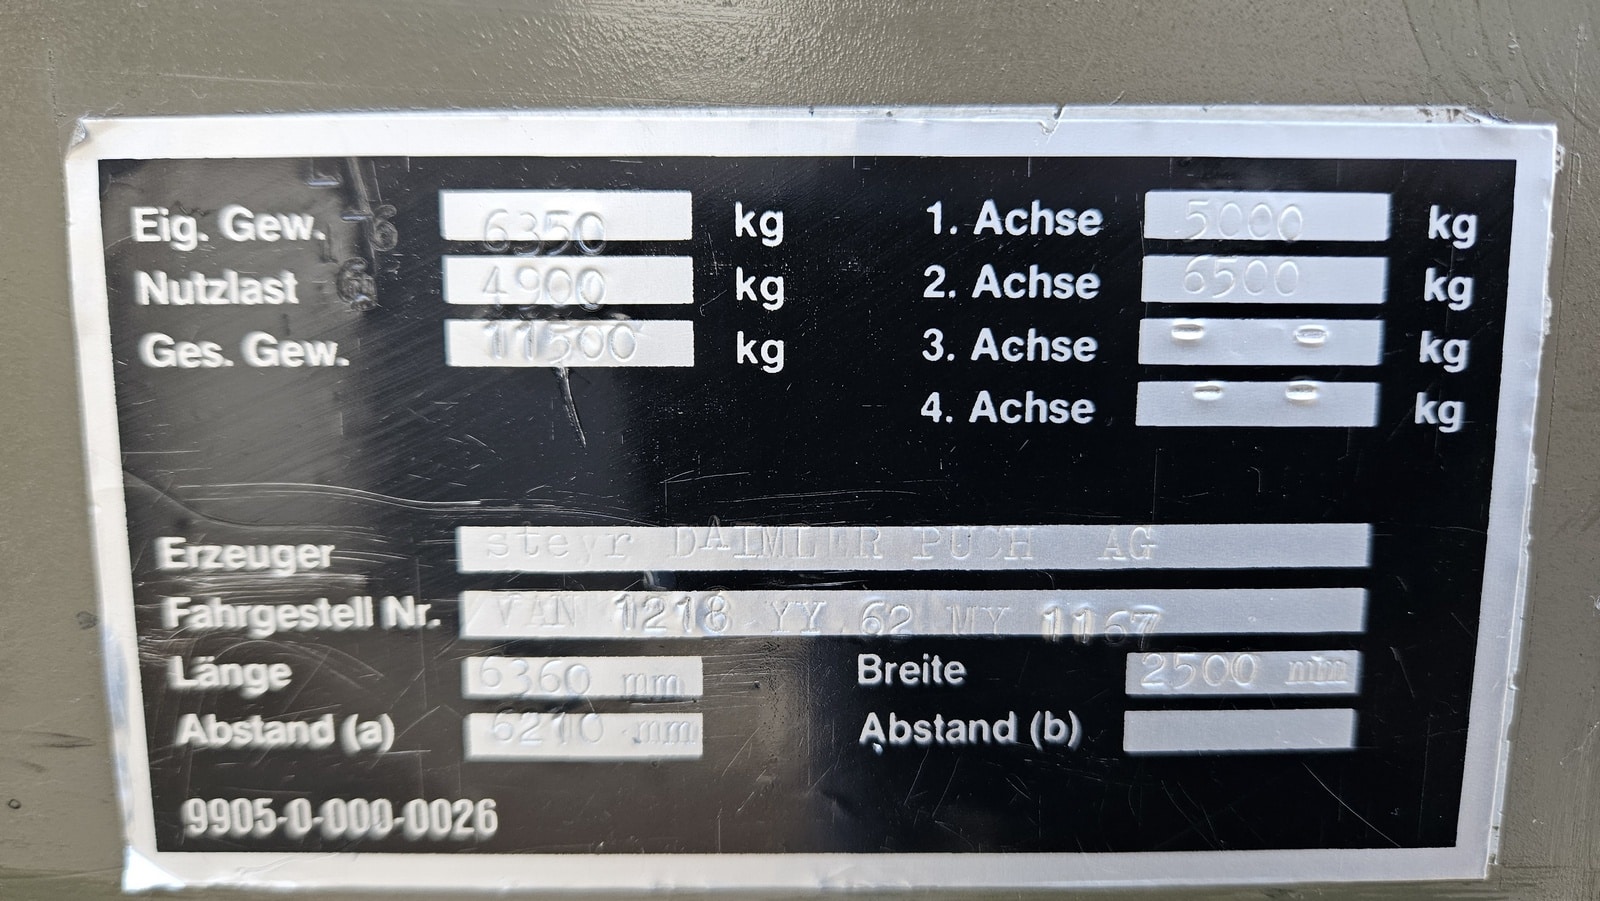 Eig. Gew. 6350 kg 1. Achse 5000 kg
Nutzlast 4900 kg 2. Achse 6500 kg
Ges. Gew. 11500 kg 3. Achse - - kg
4. Achse - - kg
Erzeuger steyr DAIMLER PUCH AG
Fahrgestell Nr. VAN 1218 YY 62 MY 1167
Länge 6360 mm Breite 2500 mm
Abstand (a) 6210 mm Abstand (b)
9905-0-000-0026